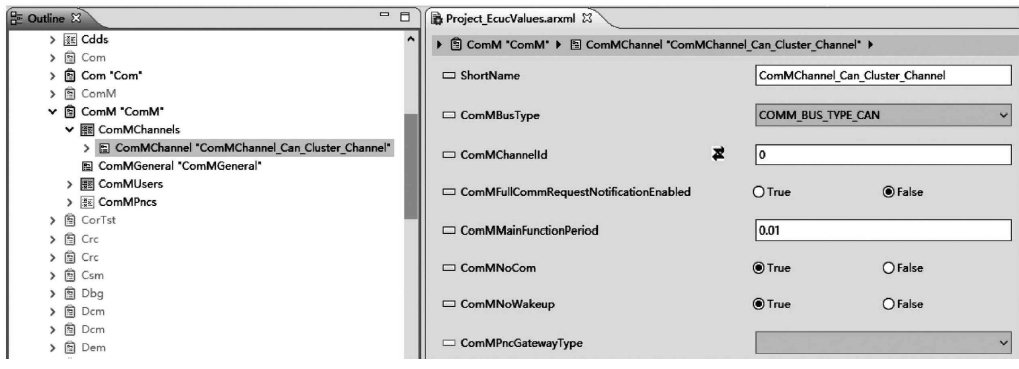 Outline
Cdds
Com
Com "Com"
ComM
ComM "ComM"
ComMChannels
ComMChannel "ComMChannel_Can_Cluster_Channel"
ComMGeneral "ComMGeneral"
ComMUsers
ComMPncs
CorTst
Crc
Crc
Csm
Dbg
Dcm
Dcm
Dem
Project_EcucValues.arxml
ComM "ComM" ComMChannel "ComMChannel_Can_Cluster_Channel"
ShortName ComMChannel_Can_Cluster_Channel
ComMBusType COMM_BUS_TYPE_CAN
ComMChannelId 0
ComMFullCommRequestNotificationEnabled True False
ComMMainFunctionPeriod 0.01
ComMNoCom True False
ComMNoWakeup True False
ComMPncGatewayType